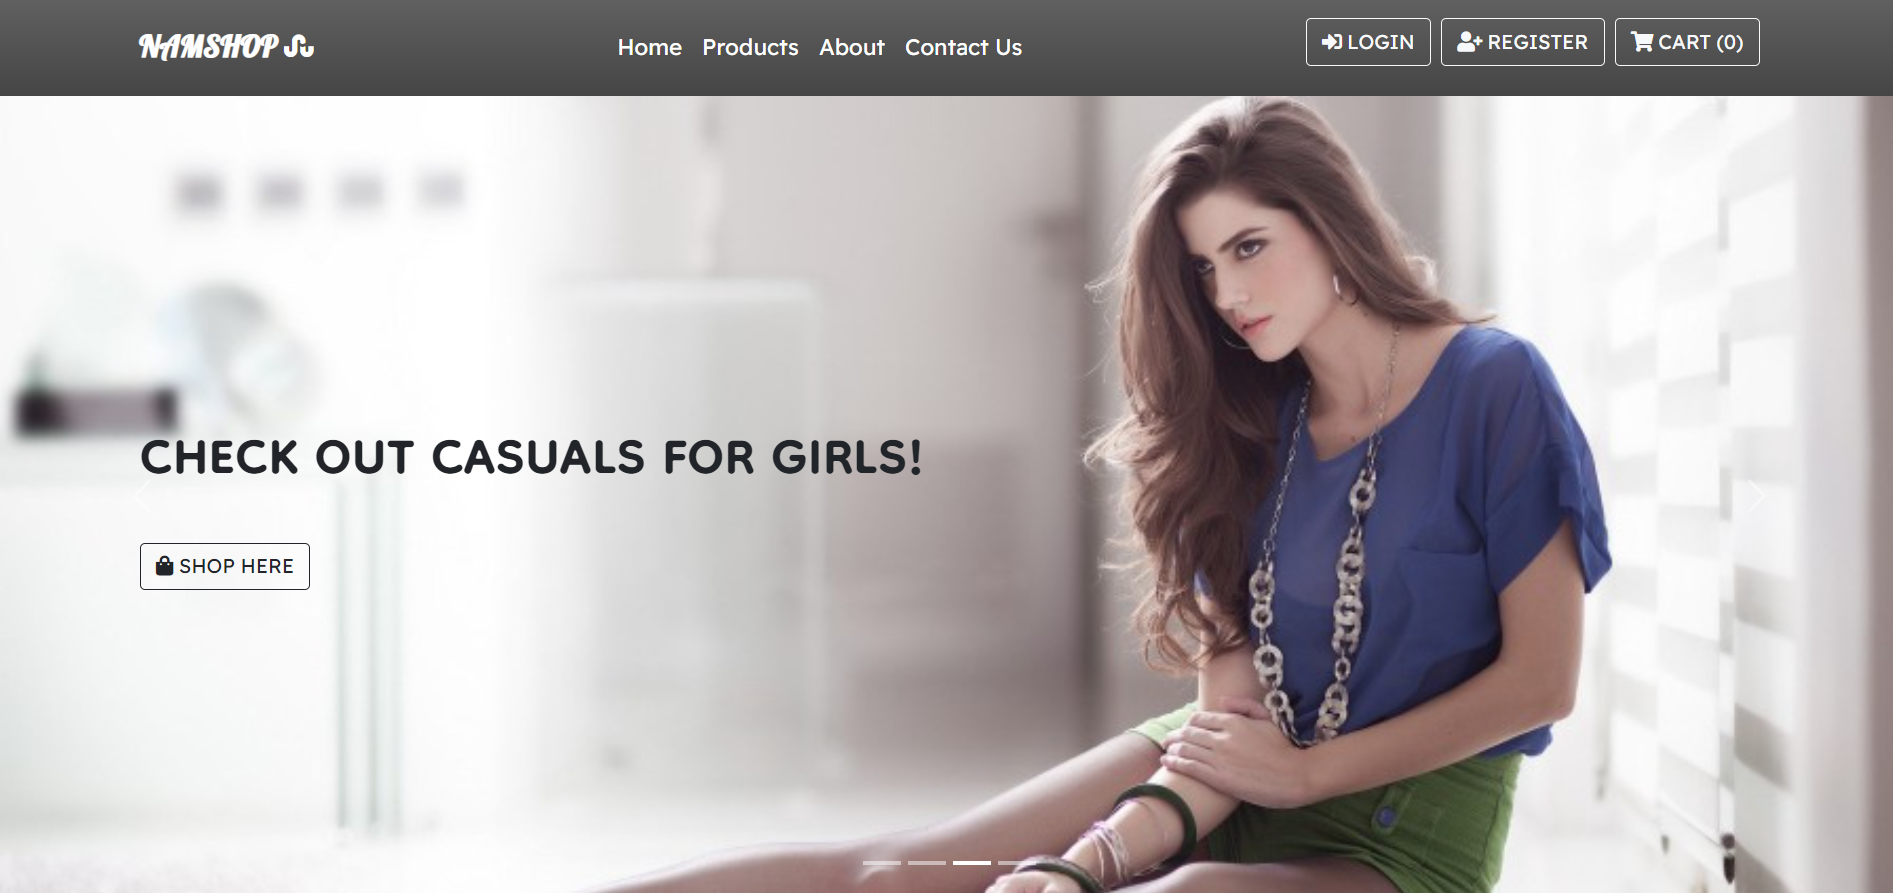 NAMSHOP
Home Products About Contact Us
LOGIN REGISTER CART (0)
CHECK OUT CASUALS FOR GIRLS!
SHOP HERE